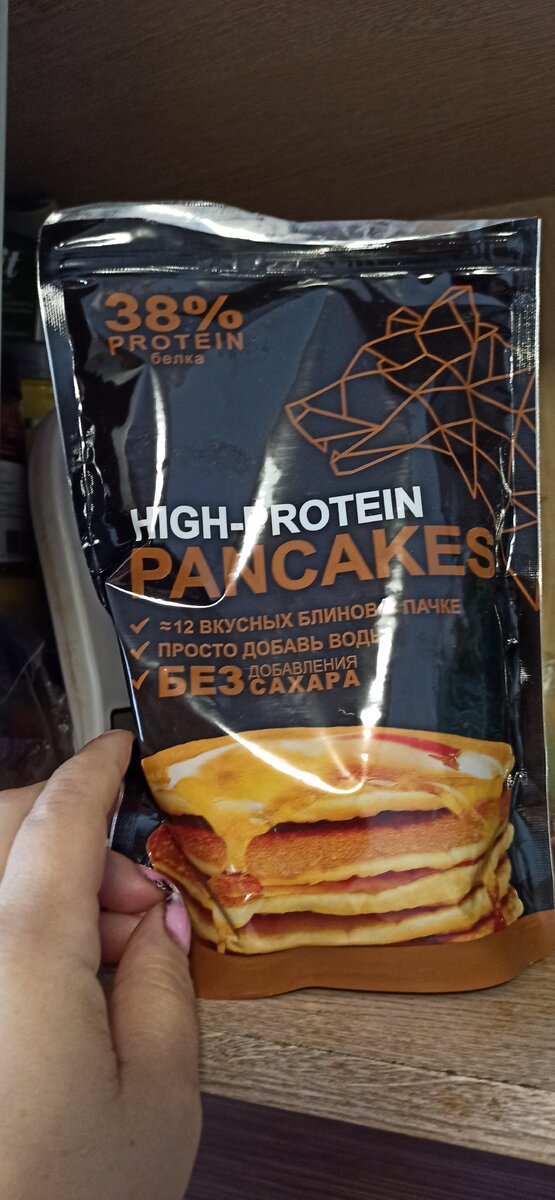 38%
PROTEIN
белка
HIGH-PROTEIN
PANCAKES
≈12 ВКУСНЫХ БЛИНОВ ПАЧКЕ
ПРОСТО ДОБАВЬ ВОДЫ
БЕЗ ДОБАВЛЕНИЯ
САХАРА